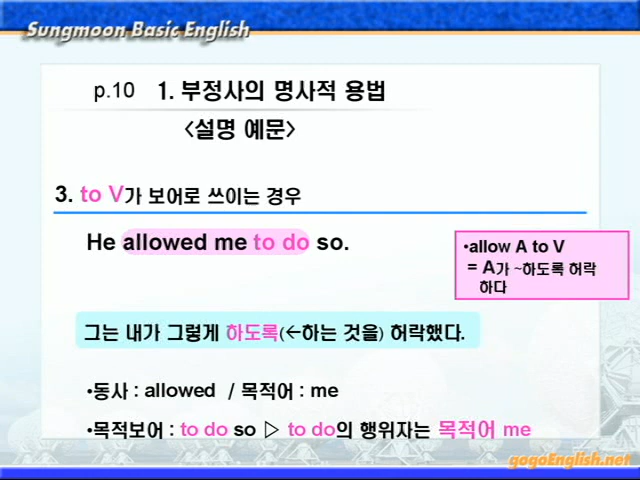 Sungmoon Basic English
p.10 1. 부정사의 명사적 용법
<설명 예문>
3. to V가 보어로 쓰이는 경우
He allowed me to do so.
•allow A to V
= A가 ~하도록 허락
하다
그는 내가 그렇게 하도록(←하는 것을) 허락했다.
•동사 : allowed / 목적어 : me
•목적보어 : to do so ▷ to do의 행위자는 목적어 me
gogoEnglish.net